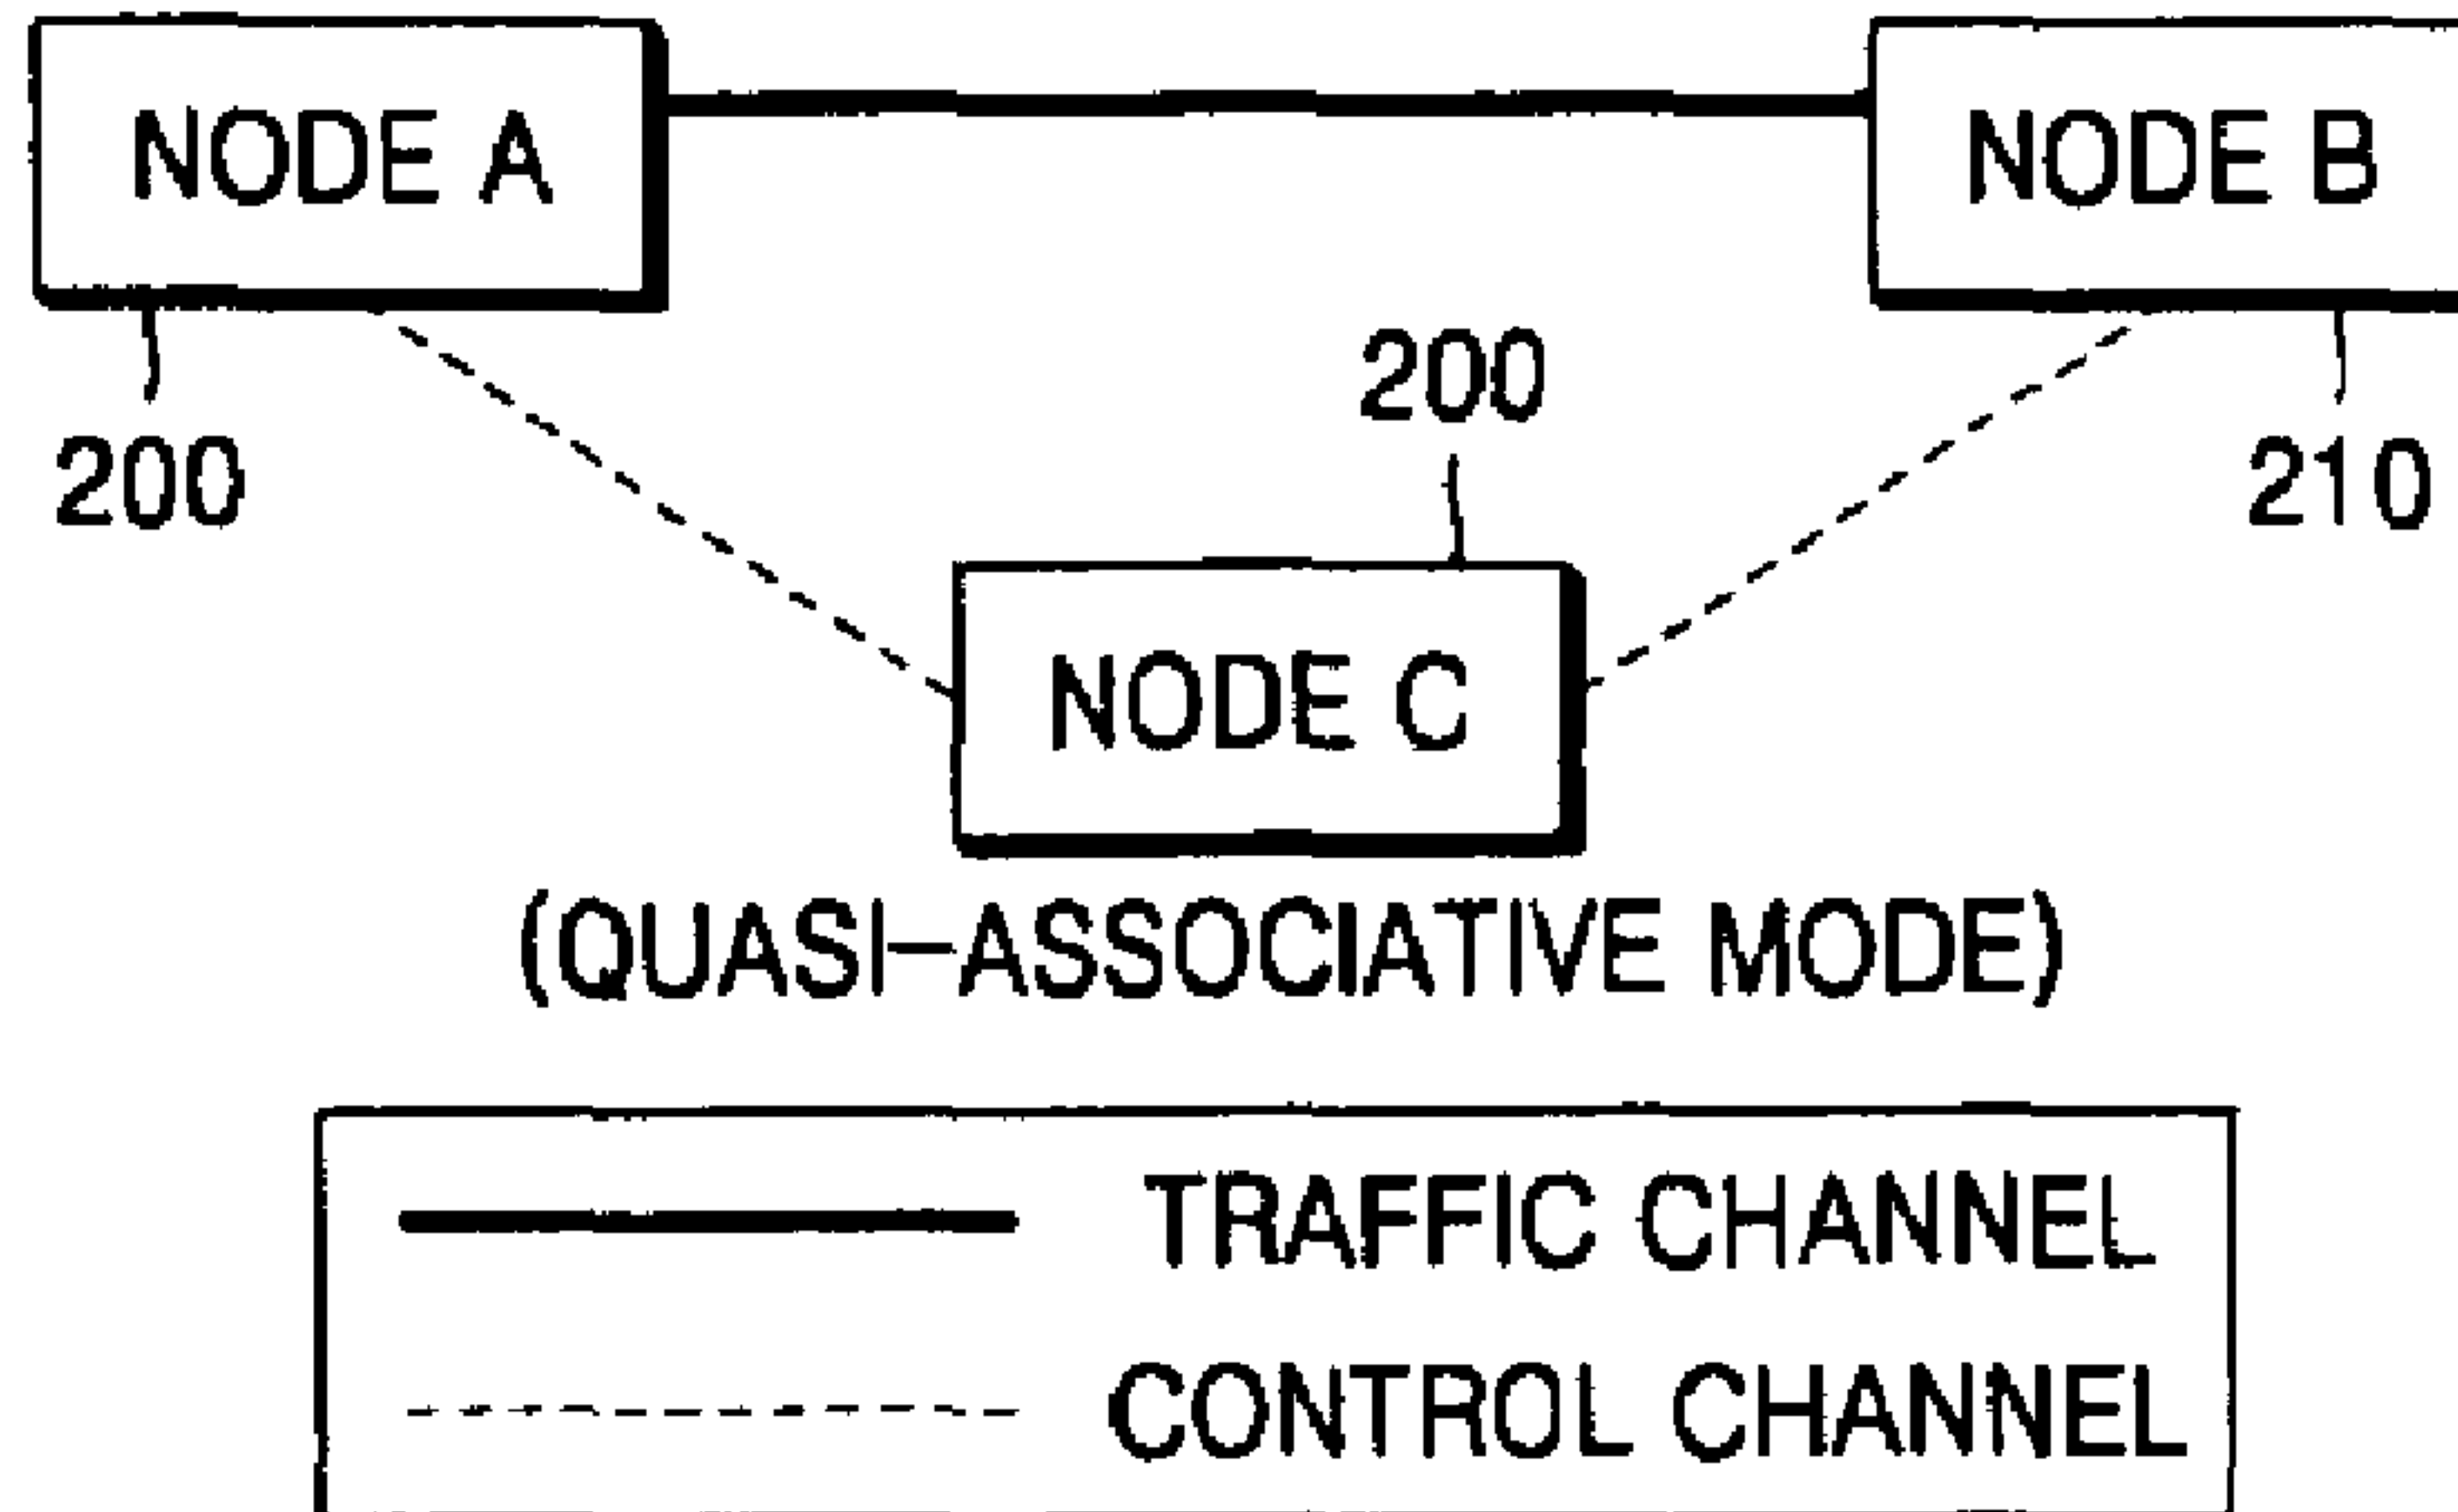 NODE A
NODE B
200
200
210
NODE C
(QUASI-ASSOCIATIVE MODE)
TRAFFIC CHANNEL
CONTROL CHANNEL